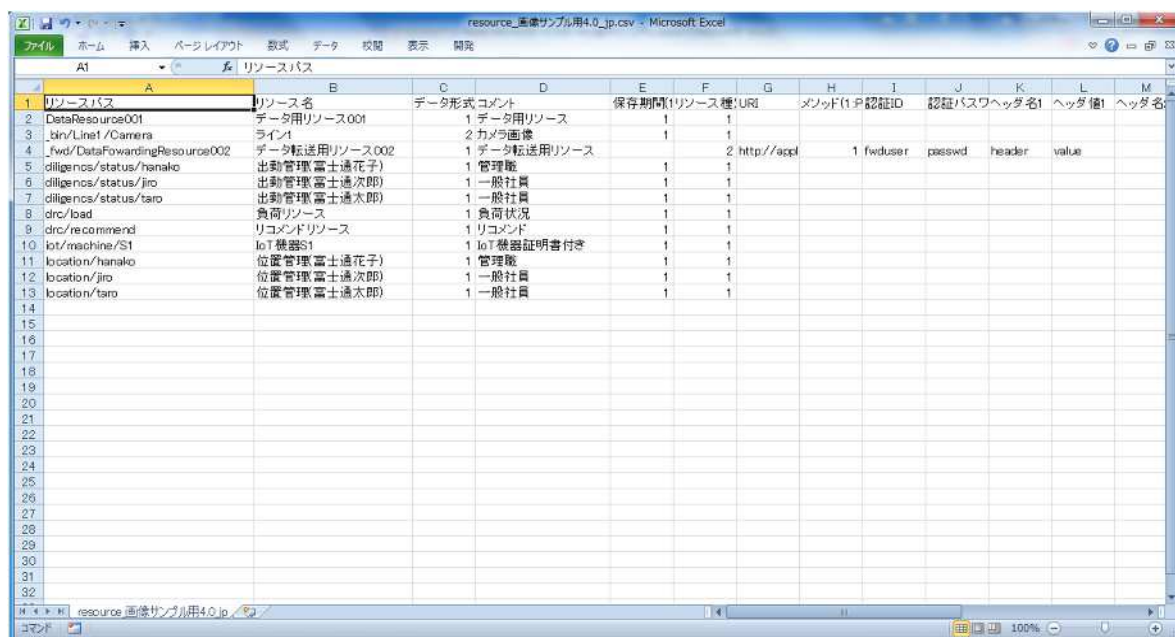 resource_画像サンプル用4.0_jp.csv - Microsoft Excel
ファイル ホーム 挿入 ページ レイアウト 数式 データ 校閲 表示 開発
A1 fx リソースパス
A B C D E F G H I J K L M
1 リソースパス リソース名 データ形式 コメント 保存期間(1 リソース種 URI メソッド(1:P 認証ID 認証パスワ ヘッダ名1 ヘッダ値1 ヘッダ名
2 DataResource001 データ用リソース001 1 データ用リソース 1 1
3 _bin/Line1/Camera ライン1 2 カメラ画像 1 1
4 _fwd/DataFowardingResource002 データ転送用リソース002 1 データ転送用リソース 2 http://appl 1 fwduser passwd header value
5 diligence/status/hanako 出勤管理(富士通花子) 1 管理職 1 1
6 diligence/status/jiro 出勤管理(富士通次郎) 1 一般社員 1 1
7 diligence/status/taro 出勤管理(富士通太郎) 1 一般社員 1 1
8 drc/load 負荷リソース 1 負荷状況 1 1
9 drc/recommend リコメンドリソース 1 リコメンド 1 1
10 iot/machine/S1 IoT機器S1 1 IoT機器証明書付き 1 1
11 location/hanako 位置管理(富士通花子) 1 管理職 1 1
12 location/jiro 位置管理(富士通次郎) 1 一般社員 1 1
13 location/taro 位置管理(富士通太郎) 1 一般社員 1 1
14
15
16
17
18
19
20
21
22
23
24
25
26
27
28
29
30
31
32
resource_画像サンプル用4.0_jp
コマンド 100%